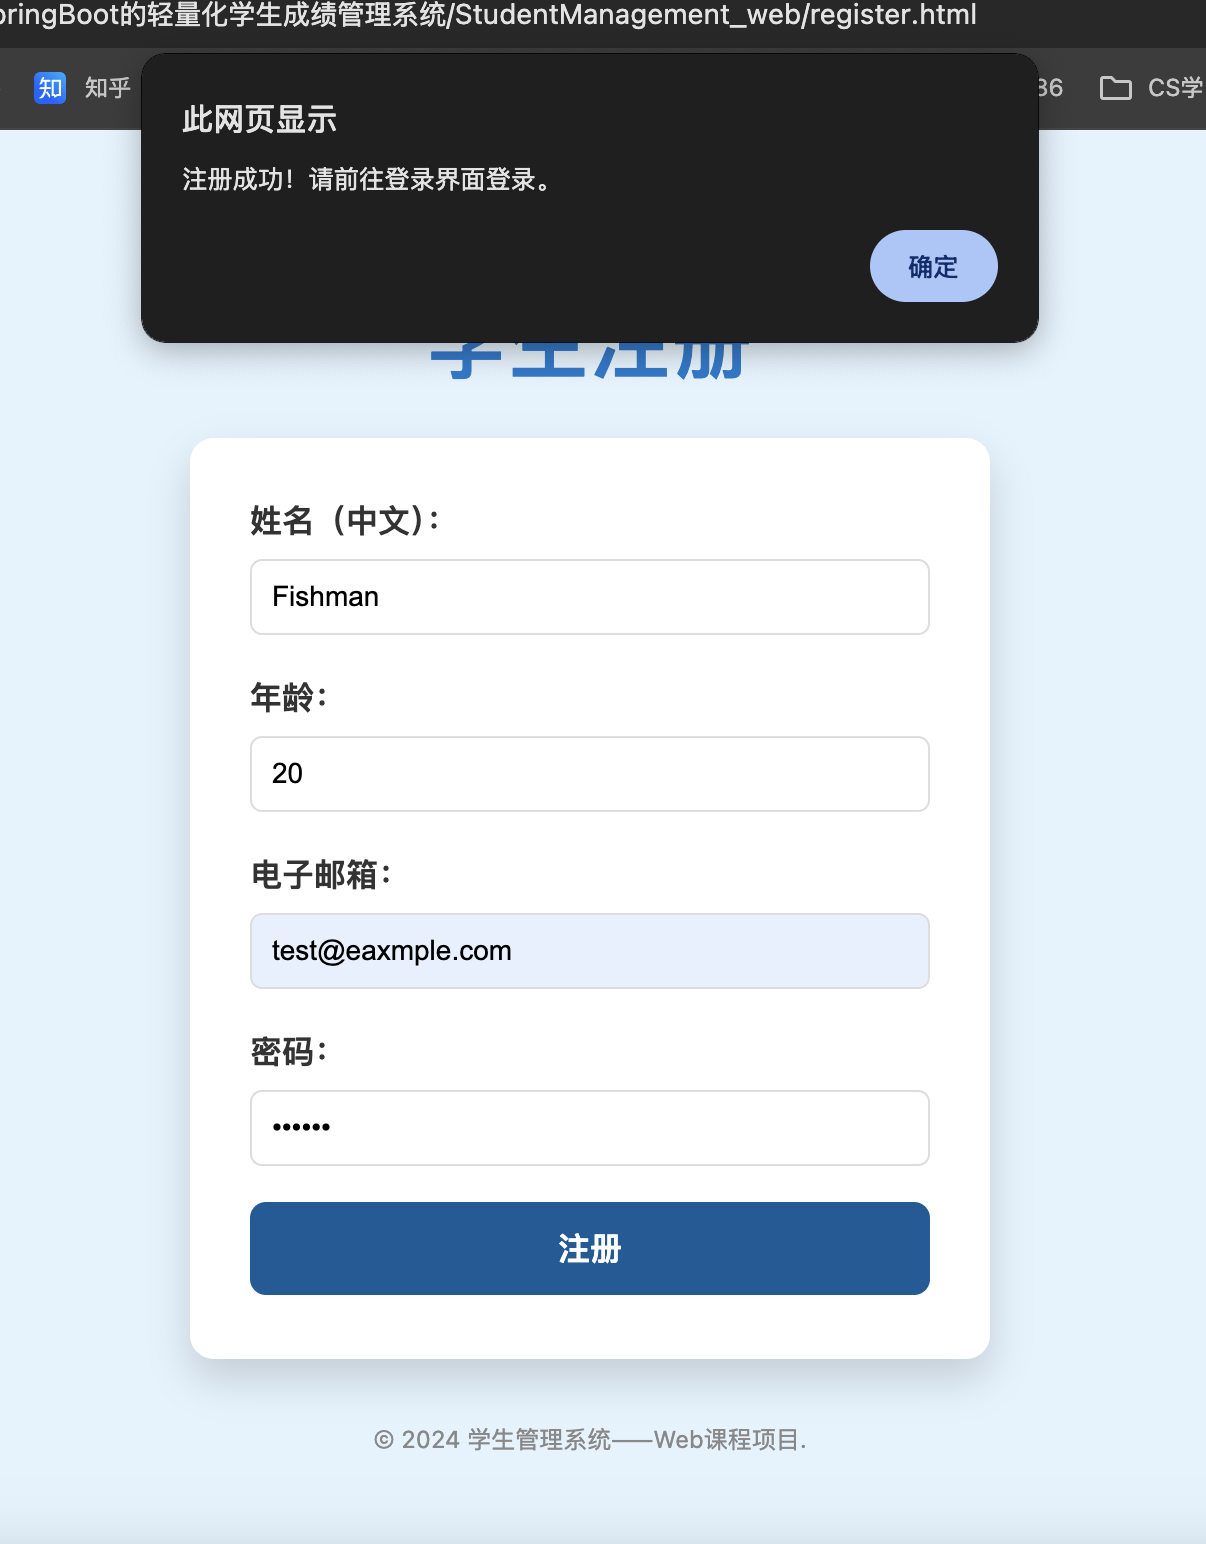 pringBoot的轻量化学生成绩管理系统/StudentManagement_web/register.html
知 知乎
36
CS学
此网页显示
注册成功！请前往登录界面登录。
确定
学生注册
姓名（中文）：
Fishman
年龄：
20
电子邮箱：
test@eaxmple.com
密码：
••••••
注册
© 2024 学生管理系统——Web课程项目.